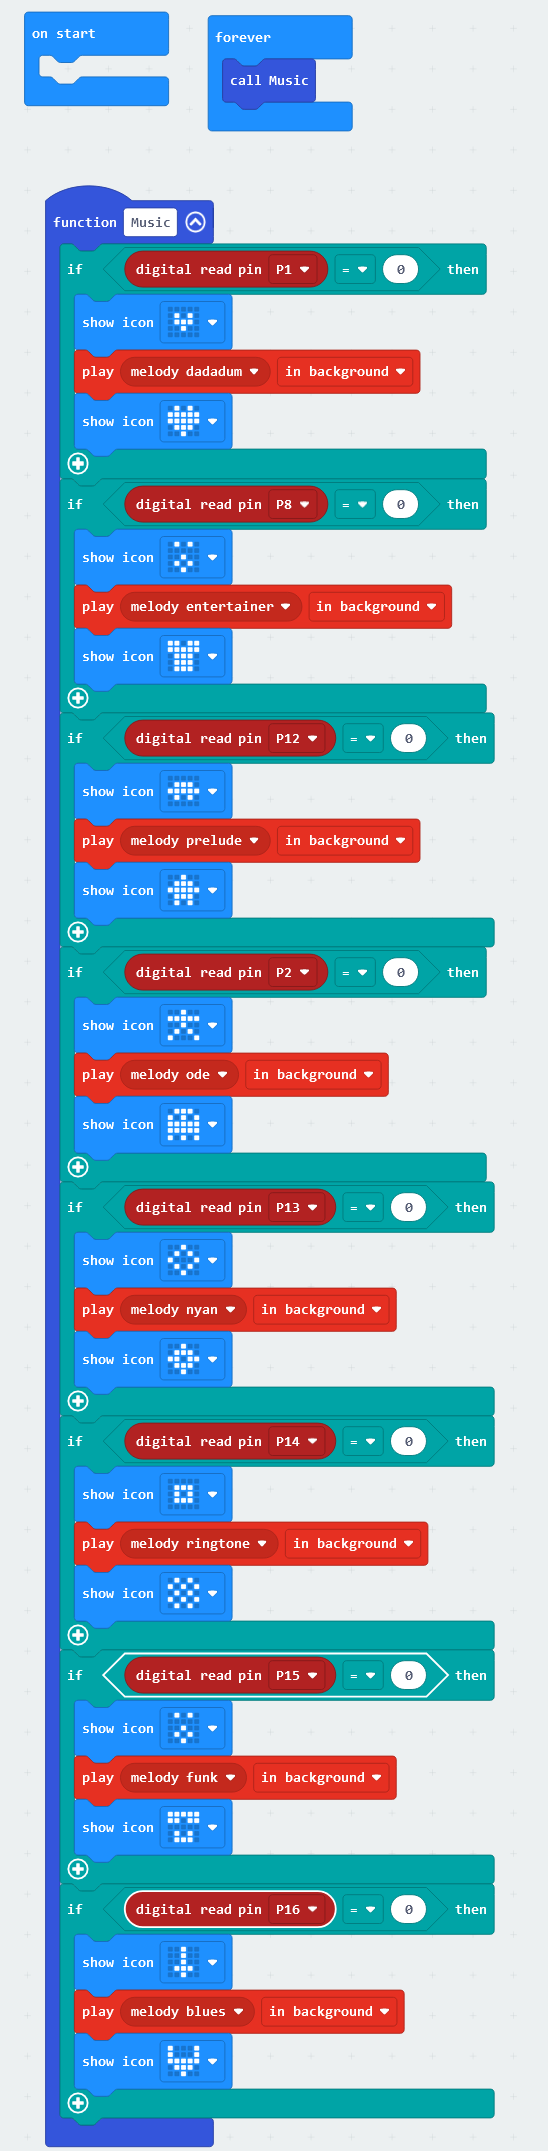 on start
forever
call Music
function Music
if digital read pin P1 = 0 then
show icon
play melody dadadum in background
show icon
if digital read pin P8 = 0 then
show icon
play melody entertainer in background
show icon
if digital read pin P12 = 0 then
show icon
play melody prelude in background
show icon
if digital read pin P2 = 0 then
show icon
play melody ode in background
show icon
if digital read pin P13 = 0 then
show icon
play melody nyan in background
show icon
if digital read pin P14 = 0 then
show icon
play melody ringtone in background
show icon
if digital read pin P15 = 0 then
show icon
play melody funk in background
show icon
if digital read pin P16 = 0 then
show icon
play melody blues in background
show icon